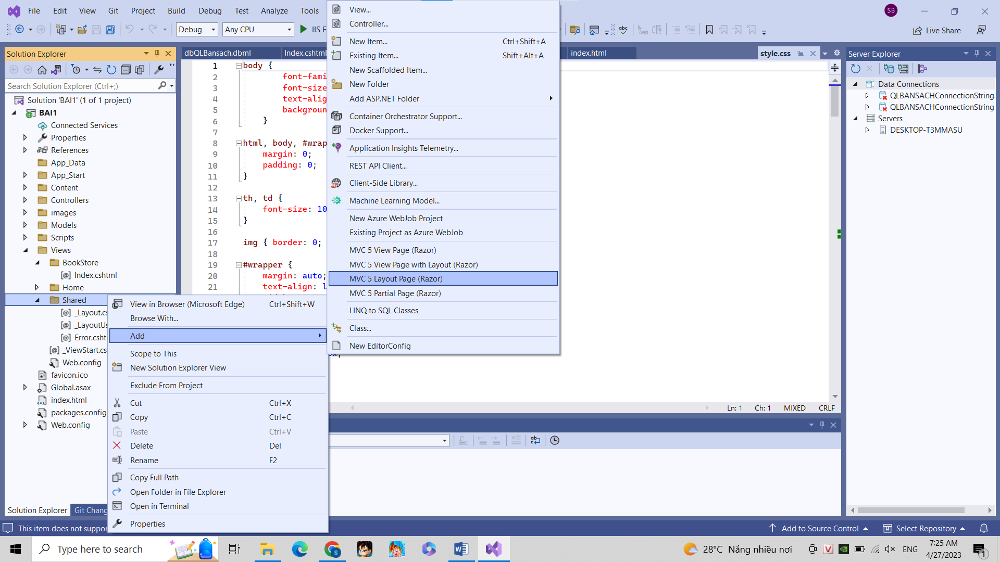 File Edit View Git Project Build Debug Test Analyze Tools
SB
Debug Any CPU IIS E
Live Share
Solution Explorer
Search Solution Explorer (Ctrl+;)
Solution 'BAI1' (1 of 1 project)
BAI1
Connected Services
Properties
References
App_Data
App_Start
Content
Controllers
images
Models
Scripts
Views
BookStore
Index.cshtml
Home
Shared
_Layout.cs
_LayoutUs
Error.csht
_ViewStart.cs
Web.config
favicon.ico
Global.asax
index.html
packages.config
Web.config
Solution Explorer Git Chang
dbQLBansach.dbml Index.cshtml index.html style.css
1 body {
2 font-fami
3 font-size
4 text-alig
5 backgroun
6 }
7
8 html, body, #wrap
9 margin: 0;
10 padding: 0;
11 }
12
13 th, td {
14 font-size: 10
15 }
16
17 img { border: 0;
18
19 #wrapper {
20 margin: auto;
21 text-align: l
px;
Ln: 1 Ch: 1 MIXED CRLF
View in Browser (Microsoft Edge) Ctrl+Shift+W
Browse With...
Add
Scope to This
New Solution Explorer View
Exclude From Project
Cut Ctrl+X
Copy Ctrl+C
Paste Ctrl+V
Delete Del
Rename F2
Copy Full Path
Open Folder in File Explorer
Open in Terminal
Properties
View...
Controller...
New Item... Ctrl+Shift+A
Existing Item... Shift+Alt+A
New Scaffolded Item...
New Folder
Add ASP.NET Folder
Container Orchestrator Support...
Docker Support...
Application Insights Telemetry...
REST API Client...
Client-Side Library...
Machine Learning Model...
New Azure WebJob Project
Existing Project as Azure WebJob
MVC 5 View Page (Razor)
MVC 5 View Page with Layout (Razor)
MVC 5 Layout Page (Razor)
MVC 5 Partial Page (Razor)
LINQ to SQL Classes
Class...
New EditorConfig
Server Explorer
Data Connections
QLBANSACHConnectionString
QLBANSACHConnectionString
Servers
DESKTOP-T3MMASU
This item does not suppor
Add to Source Control Select Repository
Type here to search
28°C Nắng nhiều nơi
ENG
7:25 AM
4/27/2023
1